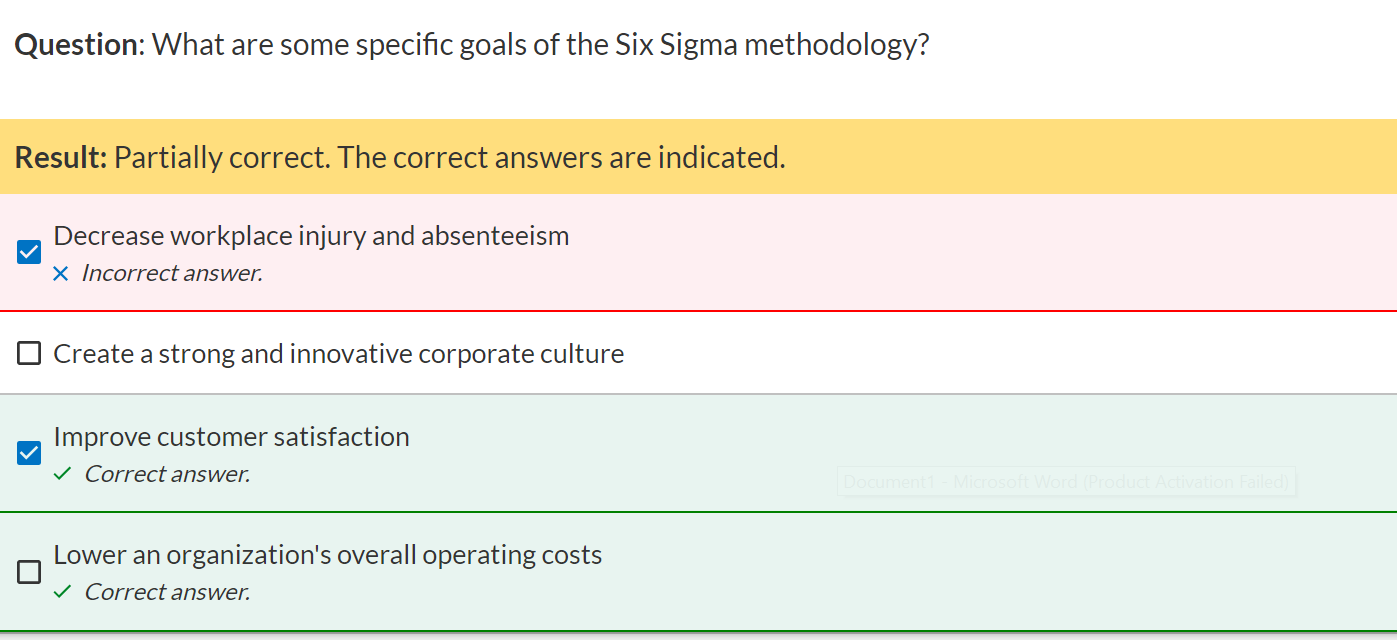 Question: What are some specific goals of the Six Sigma methodology?
Result: Partially correct. The correct answers are indicated.
Decrease workplace injury and absenteeism
Incorrect answer.
Create a strong and innovative corporate culture
Improve customer satisfaction
Correct answer.
Document1 - Microsoft Word (Product Activation Failed)
Lower an organization's overall operating costs
Correct answer.